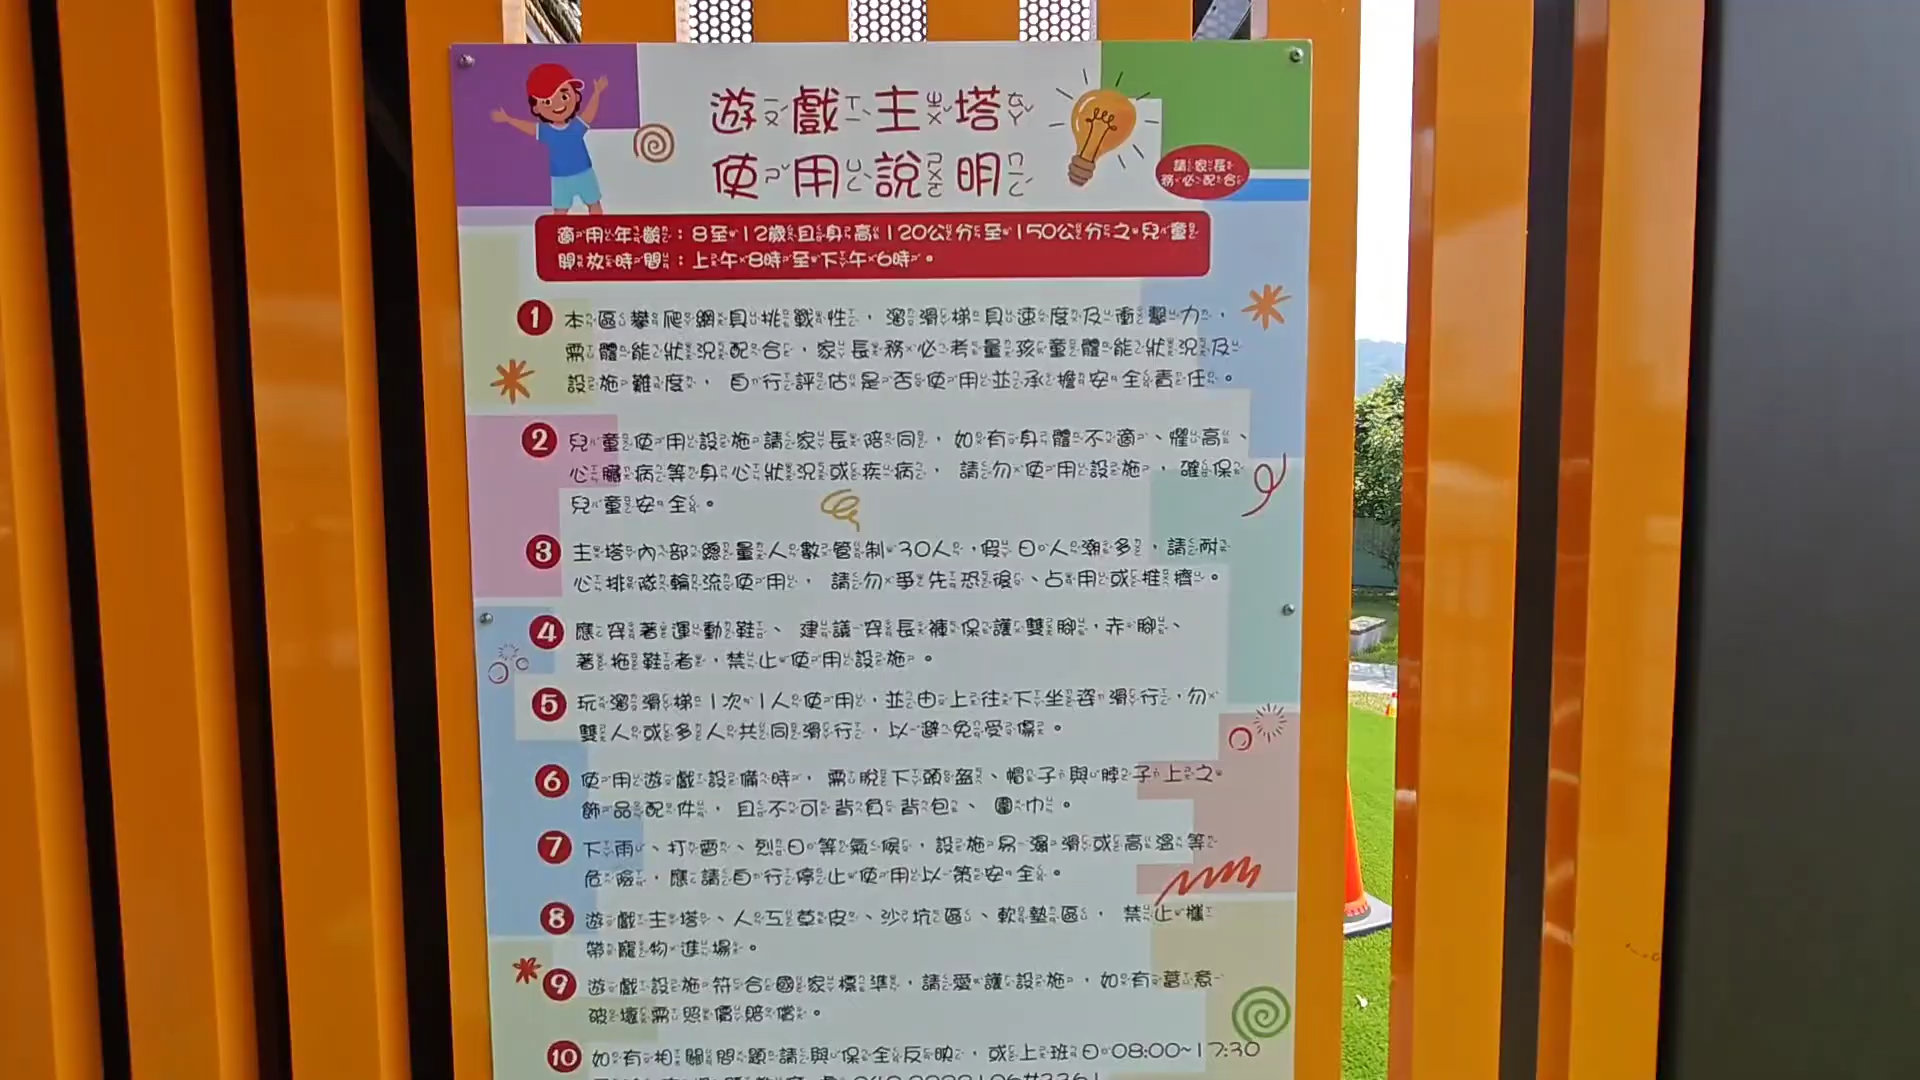 遊戲主塔
使用說明
請家長
務必配合
適用年齡：8至12歲且身高120公分至150公分之兒童
開放時間：上午8時至下午6時。
1 本區攀爬網具挑戰性，溜滑梯具速度及衝擊力，
需體能狀況配合，家長務必考量孩童體能狀況及
設施難度，自行評估是否使用並承擔安全責任。
2 兒童使用設施請家長陪同，如有身體不適、懼高、
心臟病等身心狀況或疾病，請勿使用設施，確保
兒童安全。
3 主塔內部總量人數管制30人，假日人潮多，請耐
心排隊輪流使用，請勿爭先恐後、占用或推擠。
4 應穿著運動鞋、建議穿長褲保護雙腳，赤腳、
著拖鞋者，禁止使用設施。
5 玩溜滑梯1次1人使用，並由上往下坐姿滑行，勿
雙人或多人共同滑行，以避免受傷。
6 使用遊戲設備時，需脫下頭盔、帽子與脖子上之
飾品配件，且不可背負背包、圍巾。
7 下雨、打雷、烈日等氣候，設施易濕滑或高溫等
危險，應請自行停止使用以策安全。
8 遊戲主塔、人工草皮、沙坑區、軟墊區，禁止攜
帶寵物進場。
9 遊戲設施符合國家標準，請愛護設施，如有蓄意
破壞需照價賠償。
10 如有相關問題請與保全反映，或上班日08:00~17:30